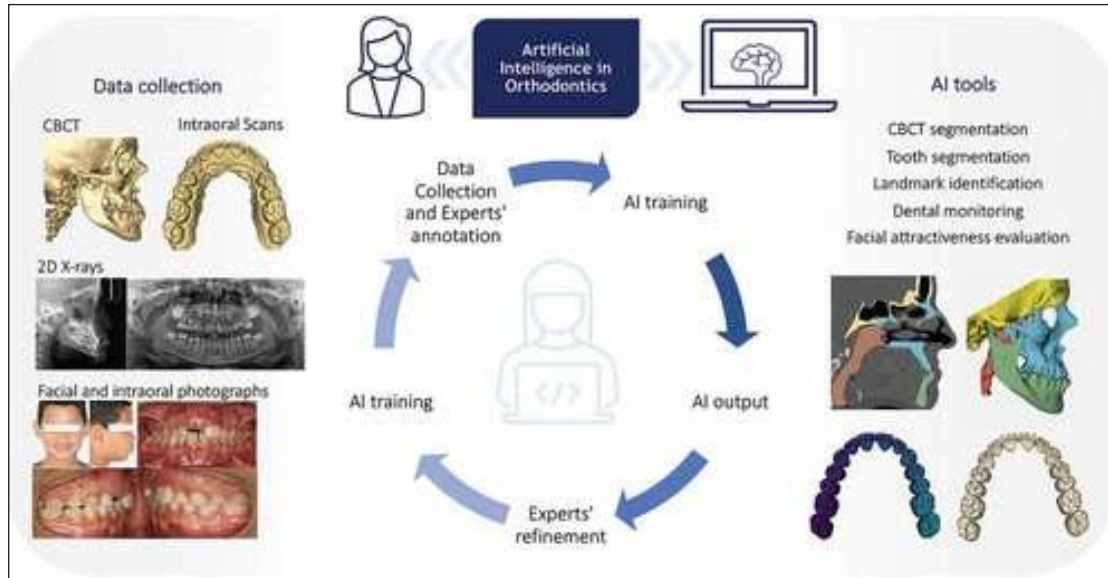 Artificial
Intelligence in
Orthodontics
Data collection
CBCT
Intraoral Scans
2D X-rays
Facial and intraoral photographs
Data
Collection
and Experts'
annotation
AI training
AI output
Experts'
refinement
AI training
</>
AI tools
CBCT segmentation
Tooth segmentation
Landmark identification
Dental monitoring
Facial attractiveness evaluation